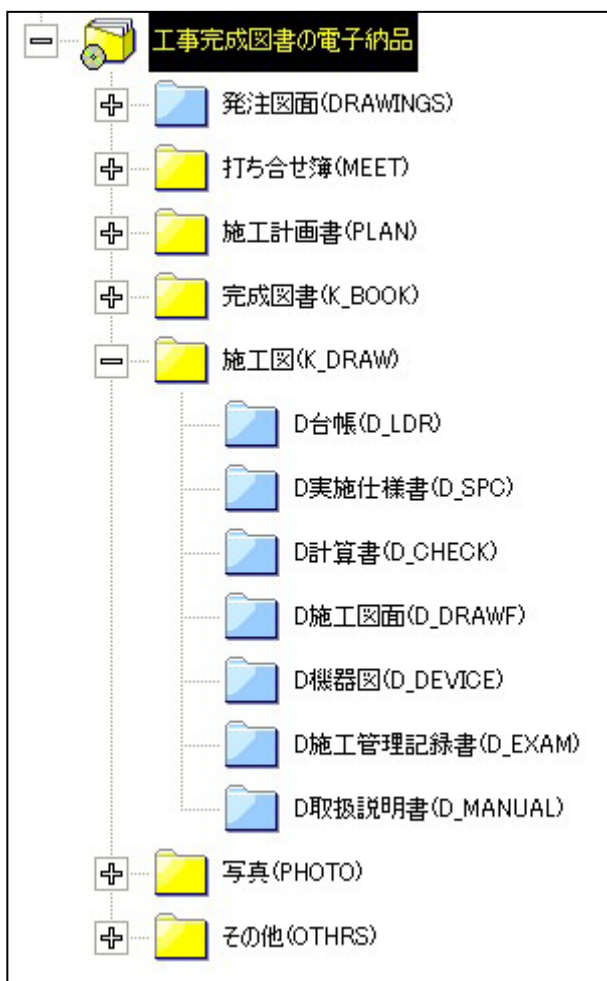 工事完成図書の電子納品
発注図面(DRAWINGS)
打ち合せ簿(MEET)
施工計画書(PLAN)
完成図書(K_BOOK)
施工図(K_DRAW)
D台帳(D_LDR)
D実施仕様書(D_SPC)
D計算書(D_CHECK)
D施工図面(D_DRAWF)
D機器図(D_DEVICE)
D施工管理記録書(D_EXAM)
D取扱説明書(D_MANUAL)
写真(PHOTO)
その他(OTHRS)